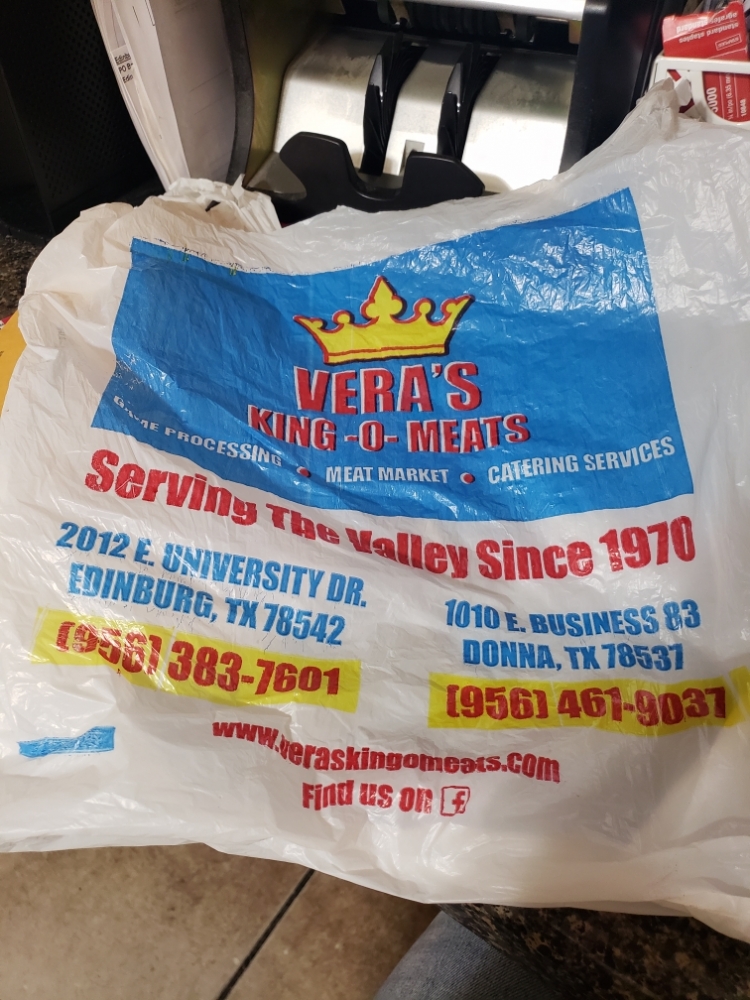 standard staples
VERA'S
KING -O- MEATS
GAME PROCESSING • MEAT MARKET • CATERING SERVICES
Serving The Valley Since 1970
2012 E. UNIVERSITY DR.
EDINBURG, TX 78542
(956) 383-7601
1010 E. BUSINESS 83
DONNA, TX 78537
(956) 461-9037
www.veraskingomeats.com
Find us on f